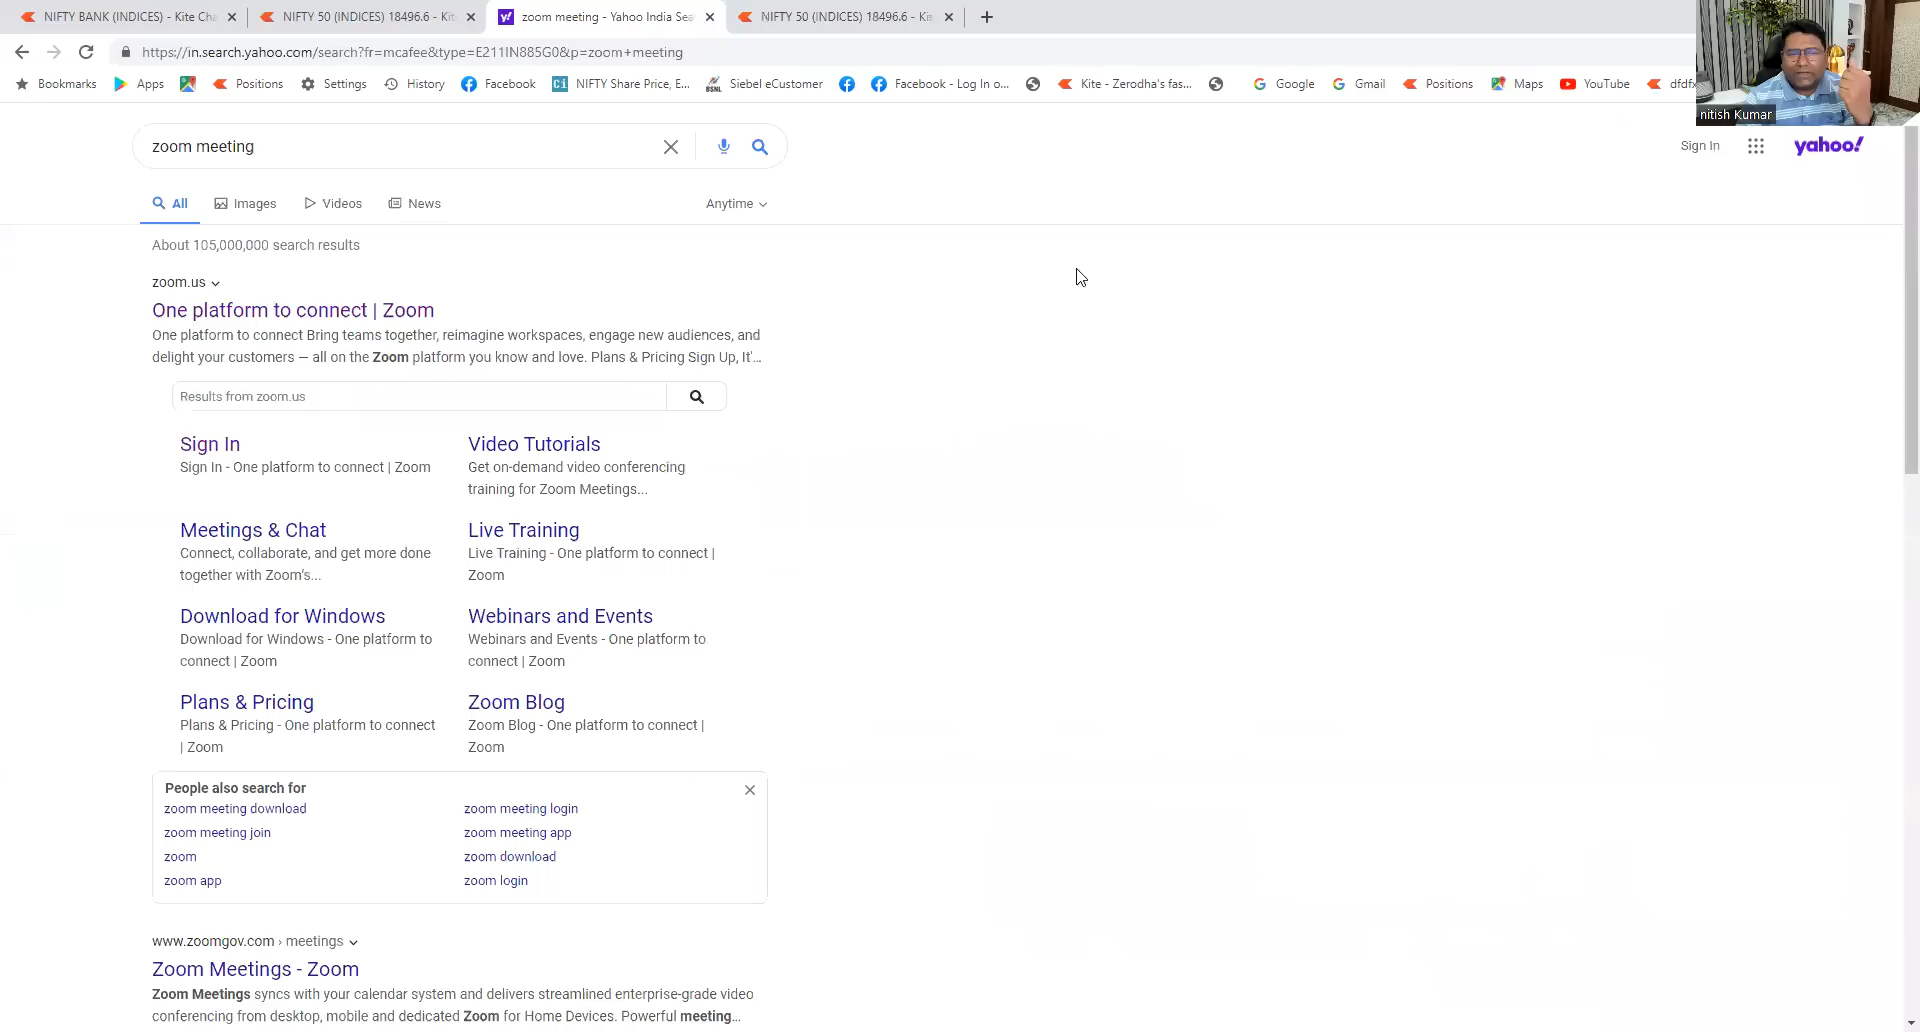 NIFTY BANK (INDICES) - Kite Cha
NIFTY 50 (INDICES) 18496.6 - Kit
y!
zoom meeting - Yahoo India Sea
NIFTY 50 (INDICES) 18496.6 - Kit
https://in.search.yahoo.com/search?fr=mcafee&type=E211IN885G0&p=zoom+meeting
Bookmarks
Apps
Positions
Settings
History
Facebook
NIFTY Share Price, E...
BSNL
Siebel eCustomer
Facebook - Log In o...
Kite - Zerodha's fas...
Google
Gmail
Positions
Maps
YouTube
dfdfx
nitish Kumar
zoom meeting
Sign In
yahoo!
All
Images
Videos
News
Anytime
About 105,000,000 search results
zoom.us
One platform to connect | Zoom
One platform to connect Bring teams together, reimagine workspaces, engage new audiences, and
delight your customers — all on the Zoom platform you know and love. Plans & Pricing Sign Up, It'...
Results from zoom.us
Sign In
Sign In - One platform to connect | Zoom
Video Tutorials
Get on-demand video conferencing
training for Zoom Meetings...
Meetings & Chat
Connect, collaborate, and get more done
together with Zoom's...
Live Training
Live Training - One platform to connect |
Zoom
Download for Windows
Download for Windows - One platform to
connect | Zoom
Webinars and Events
Webinars and Events - One platform to
connect | Zoom
Plans & Pricing
Plans & Pricing - One platform to connect
| Zoom
Zoom Blog
Zoom Blog - One platform to connect |
Zoom
People also search for
zoom meeting download
zoom meeting login
zoom meeting join
zoom meeting app
zoom
zoom download
zoom app
zoom login
www.zoomgov.com › meetings
Zoom Meetings - Zoom
Zoom Meetings syncs with your calendar system and delivers streamlined enterprise-grade video
conferencing from desktop, mobile and dedicated Zoom for Home Devices. Powerful meeting...